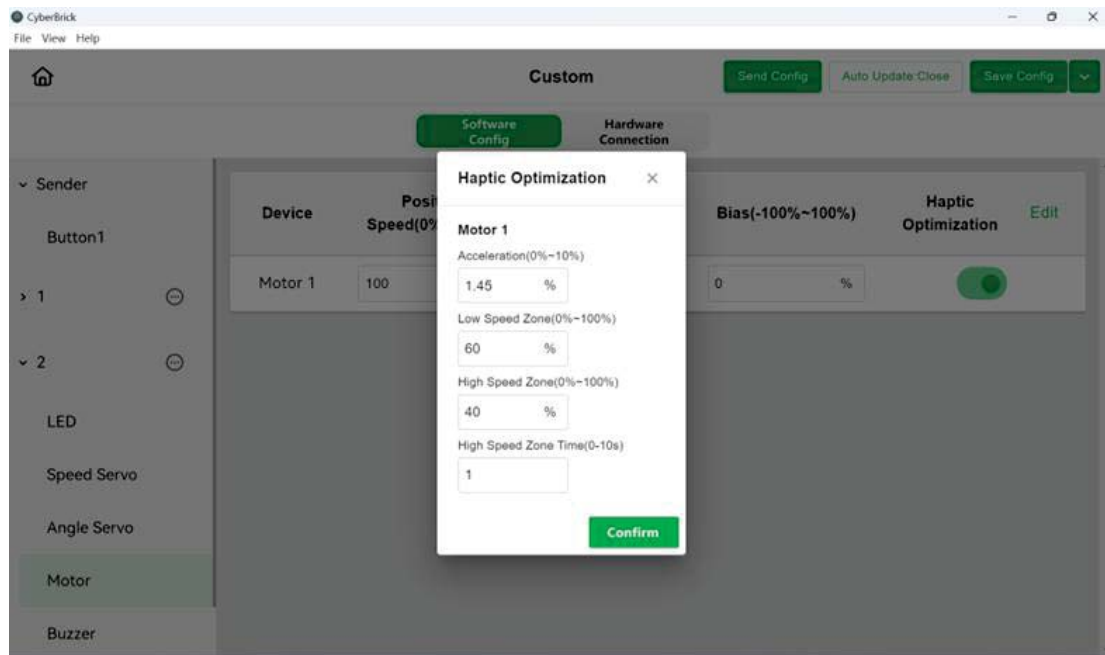 CyberBrick
File View Help
Custom
Send Config
Auto Update:Close
Save Config
Software
Config
Hardware
Connection
Sender
Button1
1
2
LED
Speed Servo
Angle Servo
Motor
Buzzer
Device
Bias(-100%~100%)
Haptic
Optimization
Edit
Motor 1
100
0 %
Haptic Optimization
Motor 1
Acceleration(0%~10%)
1.45 %
Low Speed Zone(0%~100%)
60 %
High Speed Zone(0%~100%)
40 %
High Speed Zone Time(0-10s)
1
Confirm